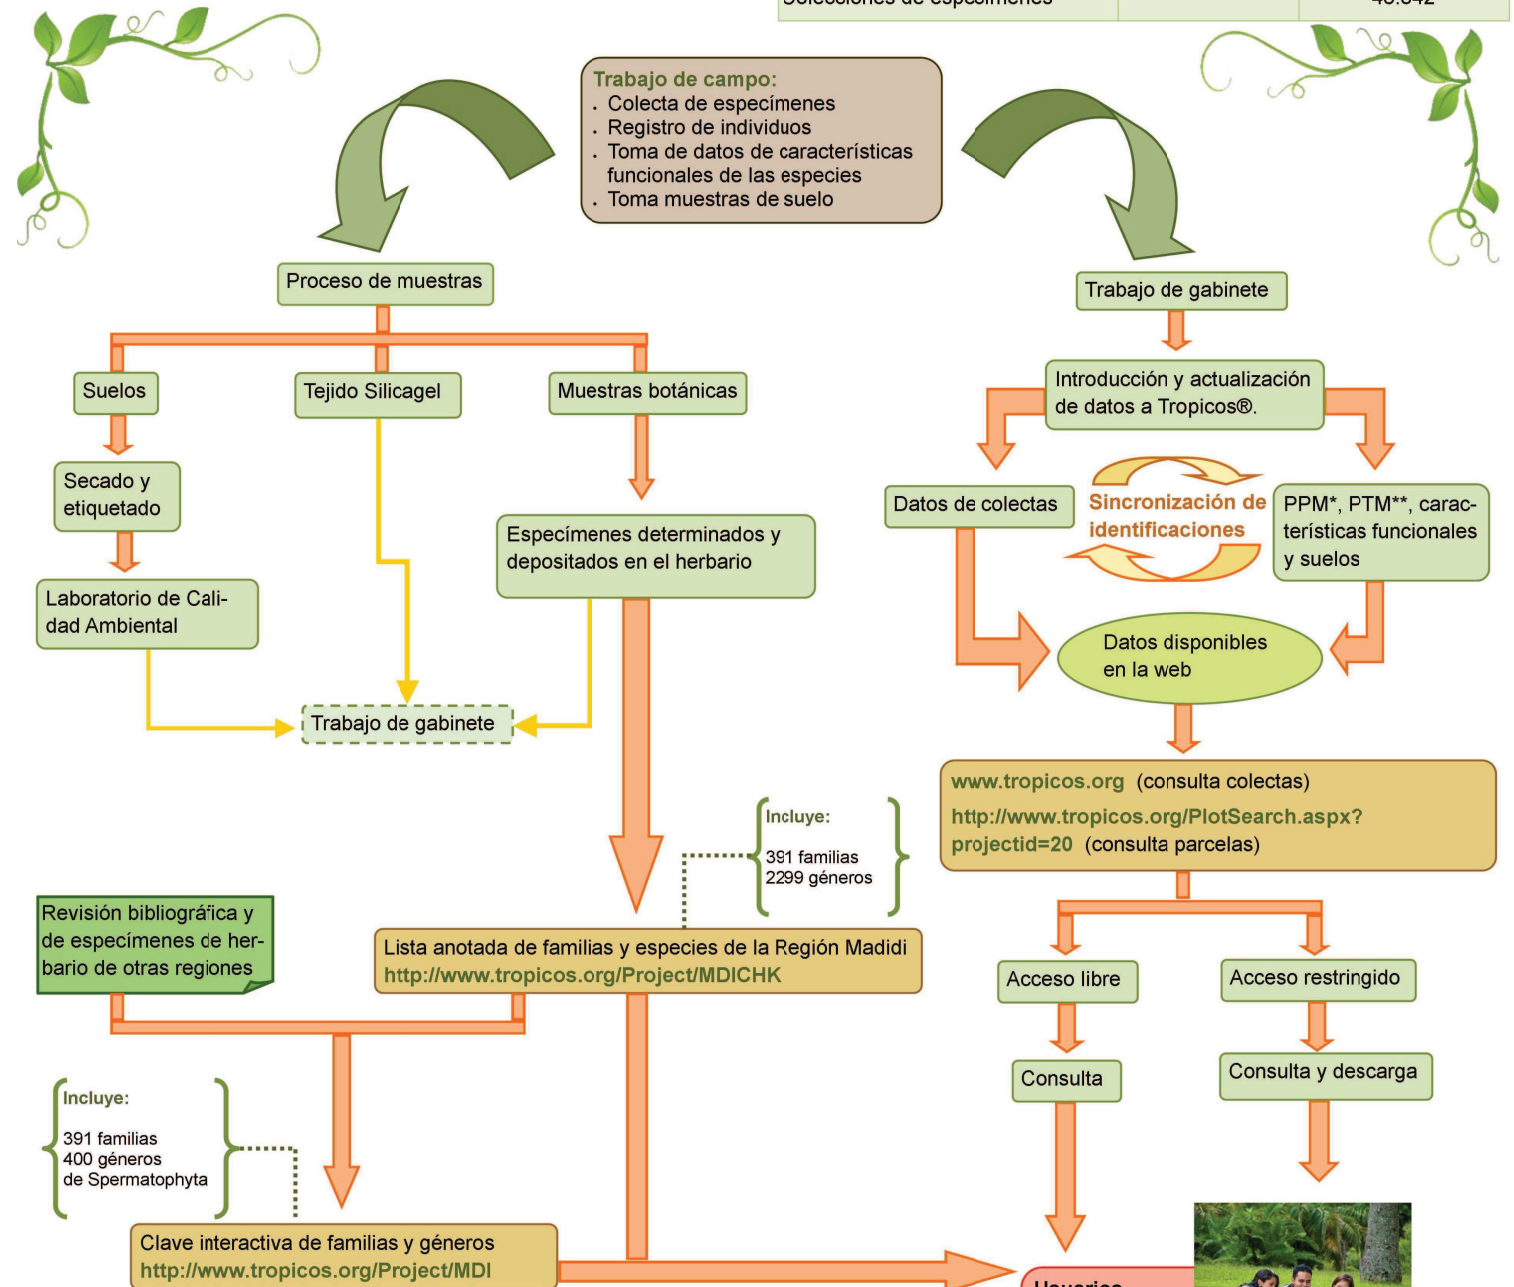 Trabajo de campo:
. Colecta de especímenes
. Registro de individuos
. Toma de datos de características
funcionales de las especies
. Toma muestras de suelo
Proceso de muestras
Suelos
Tejido Silicagel
Muestras botánicas
Secado y
etiquetado
Laboratorio de Cali-
dad Ambiental
Especímenes determinados y
depositados en el herbario
Trabajo de gabinete
Trabajo de gabinete
Introducción y actualización
de datos a Tropicos®.
Datos de colectas
Sincronización de
identificaciones
PPM*, PTM**, carac-
terísticas funcionales
y suelos
Datos disponibles
en la web
www.tropicos.org (consulta colectas)
http://www.tropicos.org/PlotSearch.aspx?
projectid=20 (consulta parcelas)
Incluye:
391 familias
2299 géneros
Revisión bibliográfica y
de especímenes de her-
bario de otras regiones
Lista anotada de familias y especies de la Región Madidi
http://www.tropicos.org/Project/MDICHK
Acceso libre
Acceso restringido
Consulta
Consulta y descarga
Incluye:
391 familias
400 géneros
de Spermatophyta
Clave interactiva de familias y géneros
http://www.tropicos.org/Project/MDI